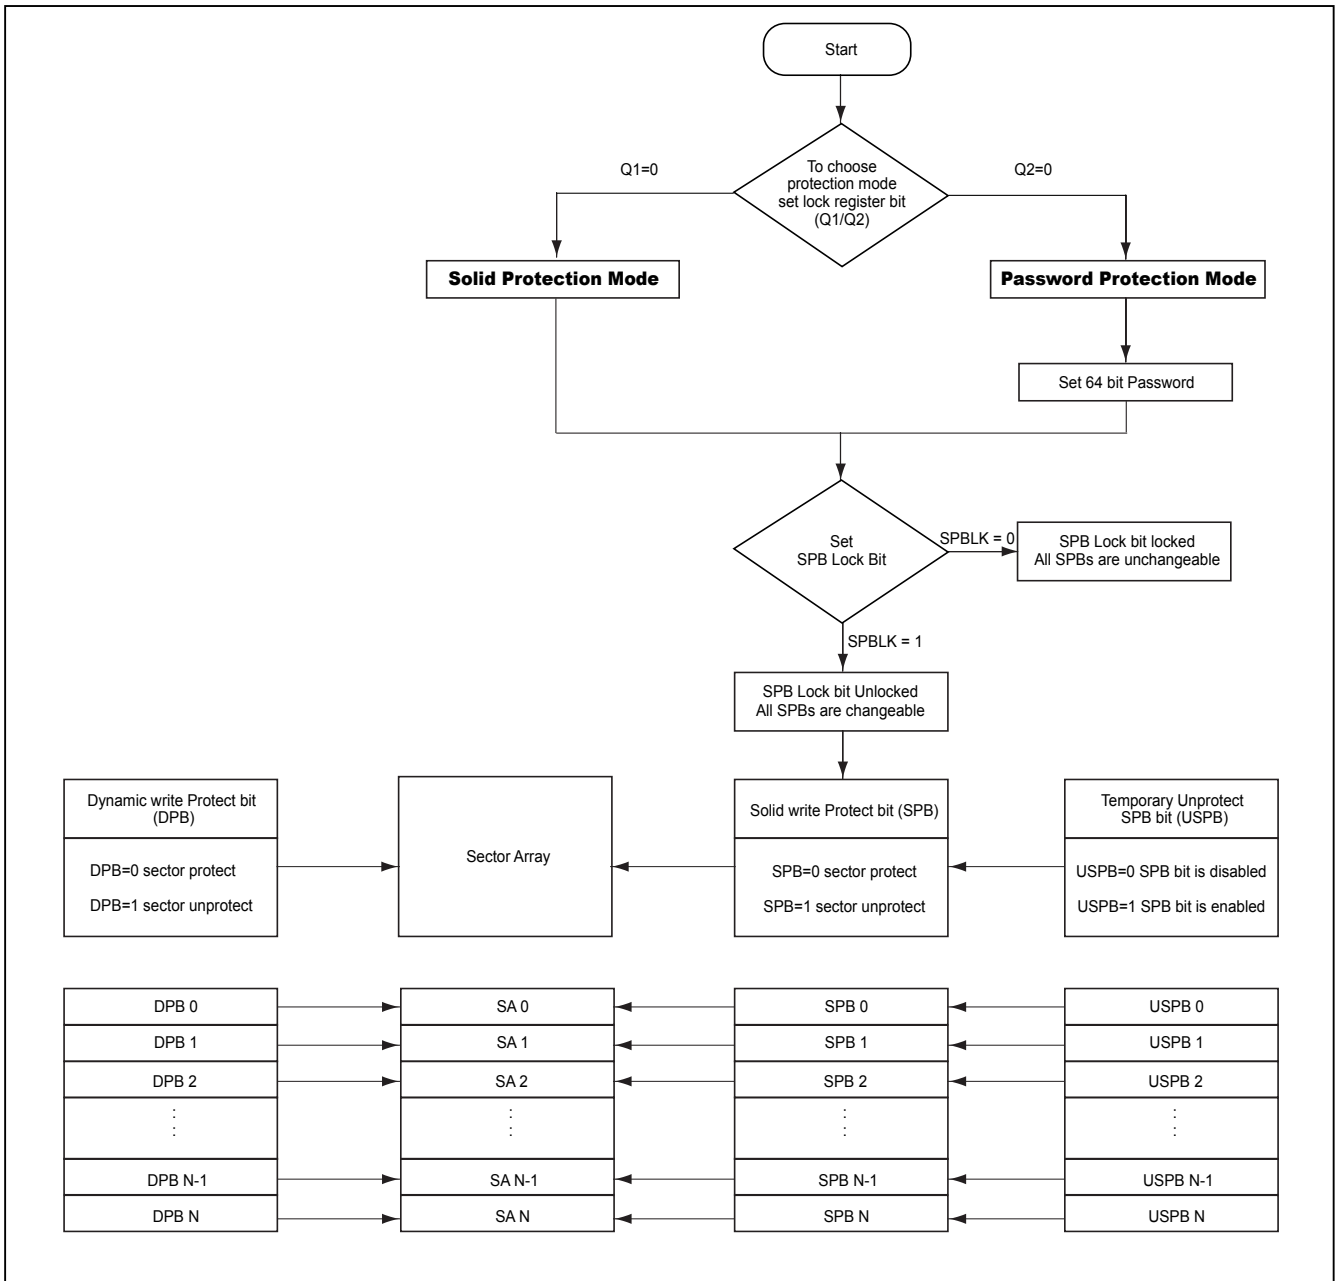 Start
To choose
protection mode
set lock register bit
(Q1/Q2)
Q1=0
Q2=0
Solid Protection Mode
Password Protection Mode
Set 64 bit Password
Set
SPB Lock Bit
SPBLK = 0
SPB Lock bit locked
All SPBs are unchangeable
SPBLK = 1
SPB Lock bit Unlocked
All SPBs are changeable
Dynamic write Protect bit
(DPB)
DPB=0 sector protect
DPB=1 sector unprotect
Sector Array
Solid write Protect bit (SPB)
SPB=0 sector protect
SPB=1 sector unprotect
Temporary Unprotect
SPB bit (USPB)
USPB=0 SPB bit is disabled
USPB=1 SPB bit is enabled
DPB 0 SA 0 SPB 0 USPB 0
DPB 1 SA 1 SPB 1 USPB 1
DPB 2 SA 2 SPB 2 USPB 2
DPB N-1 SA N-1 SPB N-1 USPB N-1
DPB N SA N SPB N USPB N